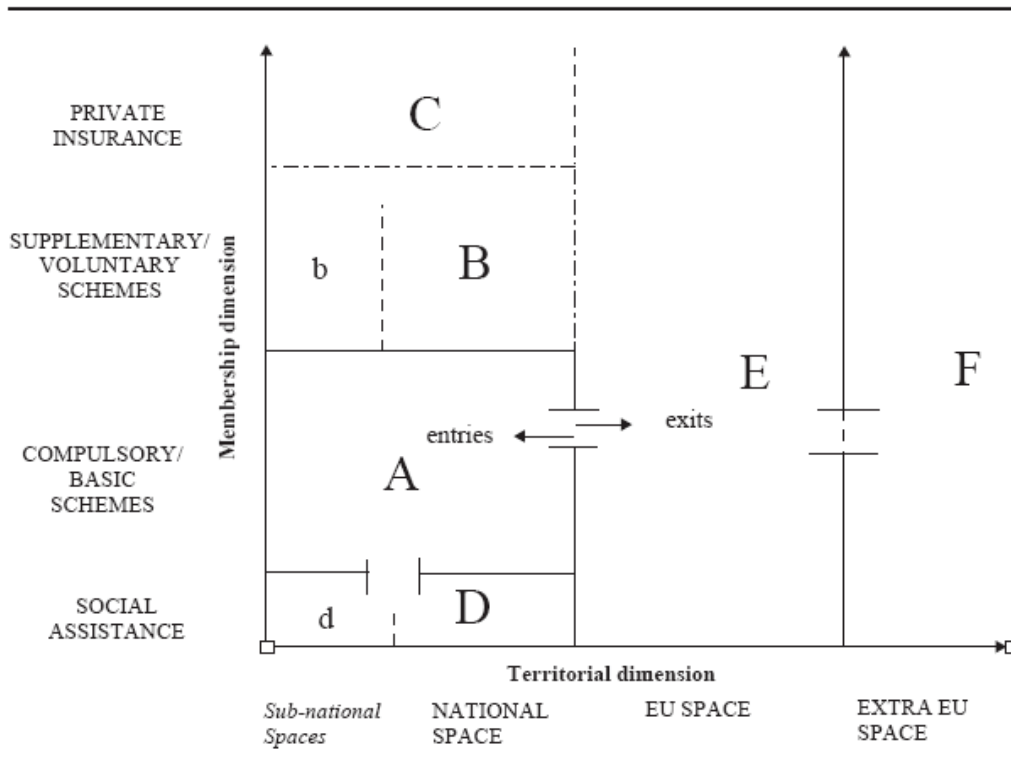 PRIVATE
INSURANCE
C
SUPPLEMENTARY/
VOLUNTARY
SCHEMES
Membership dimension
b
B
E
F
entries
exits
COMPULSORY/
BASIC
SCHEMES
A
SOCIAL
ASSISTANCE
d
D
Territorial dimension
Sub-national
Spaces
NATIONAL
SPACE
EU SPACE
EXTRA EU
SPACE